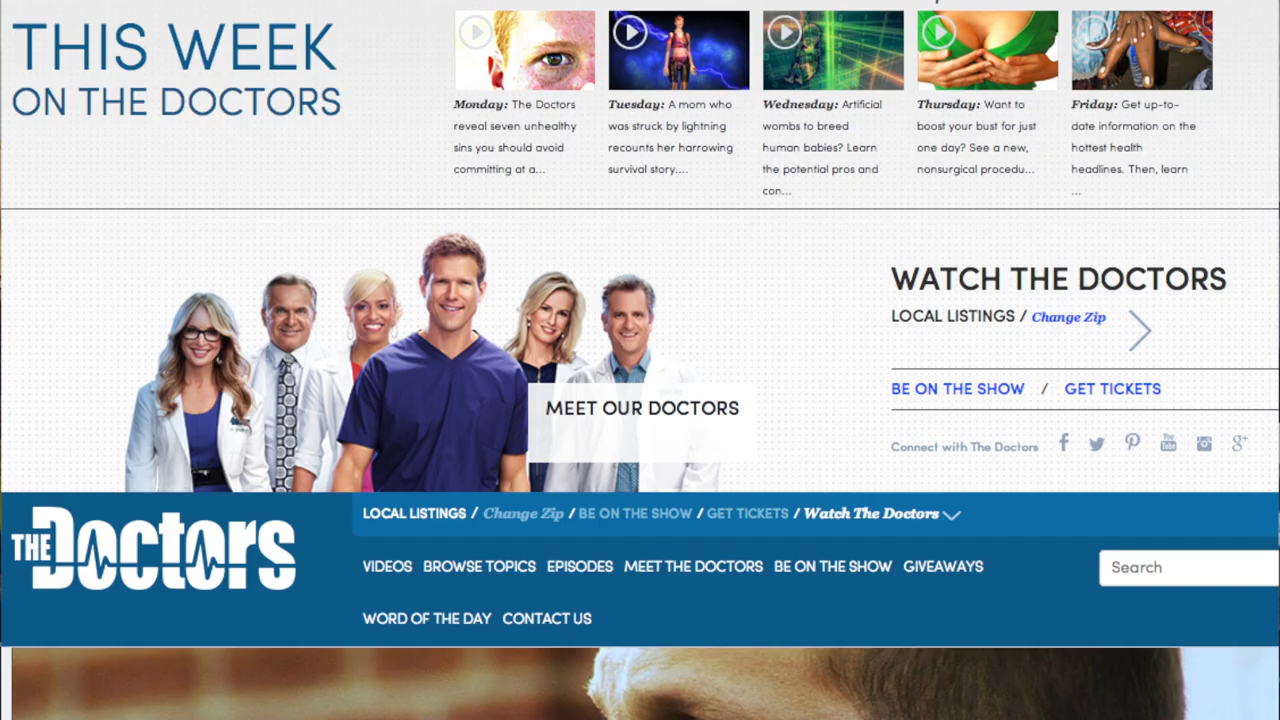 THIS WEEK
ON THE DOCTORS
Monday: The Doctors
reveal seven unhealthy
sins you should avoid
committing at a...
Tuesday: A mom who
was struck by lightning
recounts her harrowing
survival story....
Wednesday: Artificial
wombs to breed
human babies? Learn
the potential pros and
con...
Thursday: Want to
boost your bust for just
one day? See a new,
nonsurgical procedu...
Friday: Get up-to-
date information on the
hottest health
headlines. Then, learn
...
MEET OUR DOCTORS
WATCH THE DOCTORS
LOCAL LISTINGS / Change Zip
BE ON THE SHOW / GET TICKETS
Connect with The Doctors
You Tube
g+
THE Doctors
LOCAL LISTINGS / Change Zip / BE ON THE SHOW / GET TICKETS / Watch The Doctors
VIDEOS BROWSE TOPICS EPISODES MEET THE DOCTORS BE ON THE SHOW GIVEAWAYS
Search
WORD OF THE DAY CONTACT US